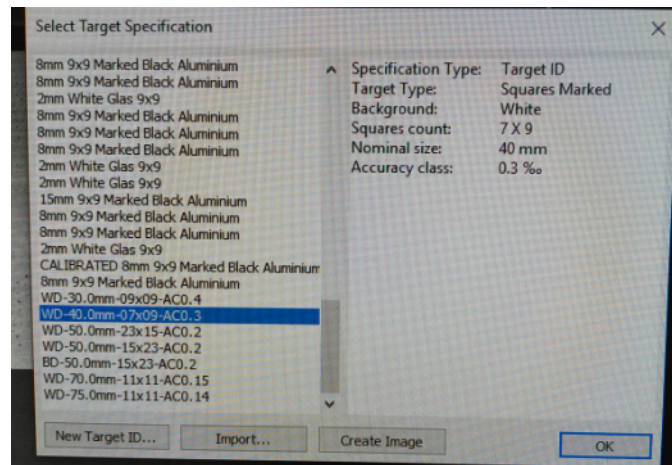 Select Target Specification
8mm 9x9 Marked Black Aluminium
8mm 9x9 Marked Black Aluminium
2mm White Glas 9x9
8mm 9x9 Marked Black Aluminium
8mm 9x9 Marked Black Aluminium
8mm 9x9 Marked Black Aluminium
2mm White Glas 9x9
2mm White Glas 9x9
15mm 9x9 Marked Black Aluminium
8mm 9x9 Marked Black Aluminium
8mm 9x9 Marked Black Aluminium
2mm White Glas 9x9
CALIBRATED 8mm 9x9 Marked Black Aluminium
8mm 9x9 Marked Black Aluminium
WD-30.0mm-09x09-AC0.4
WD-40.0mm-07x09-AC0.3
WD-50.0mm-23x15-AC0.2
WD-50.0mm-15x23-AC0.2
BD-50.0mm-15x23-AC0.2
WD-70.0mm-11x11-AC0.15
WD-75.0mm-11x11-AC0.14
Specification Type: Target ID
Target Type: Squares Marked
Background: White
Squares count: 7 X 9
Nominal size: 40 mm
Accuracy class: 0.3 ‰
New Target ID...
Import...
Create Image
OK